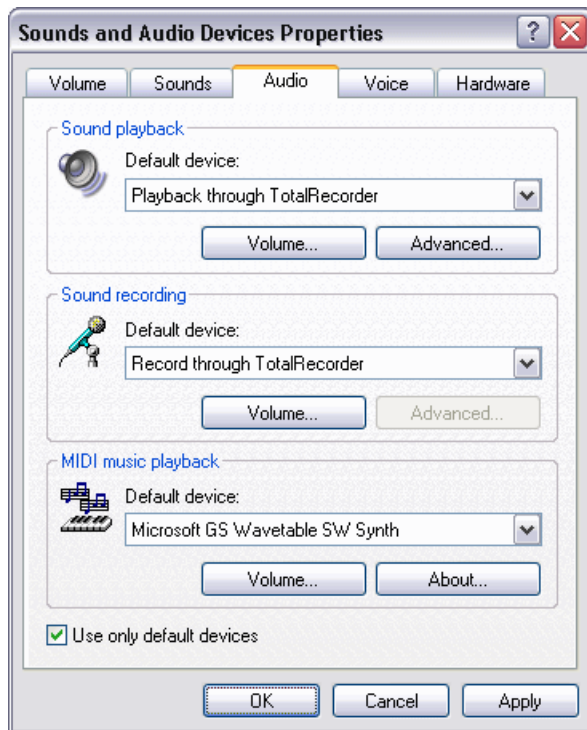 Sounds and Audio Devices Properties
Volume
Sounds
Audio
Voice
Hardware
Sound playback
Default device:
Playback through TotalRecorder
Volume...
Advanced...
Sound recording
Default device:
Record through TotalRecorder
Volume...
Advanced...
MIDI music playback
Default device:
Microsoft GS Wavetable SW Synth
Volume...
About...
Use only default devices
OK
Cancel
Apply